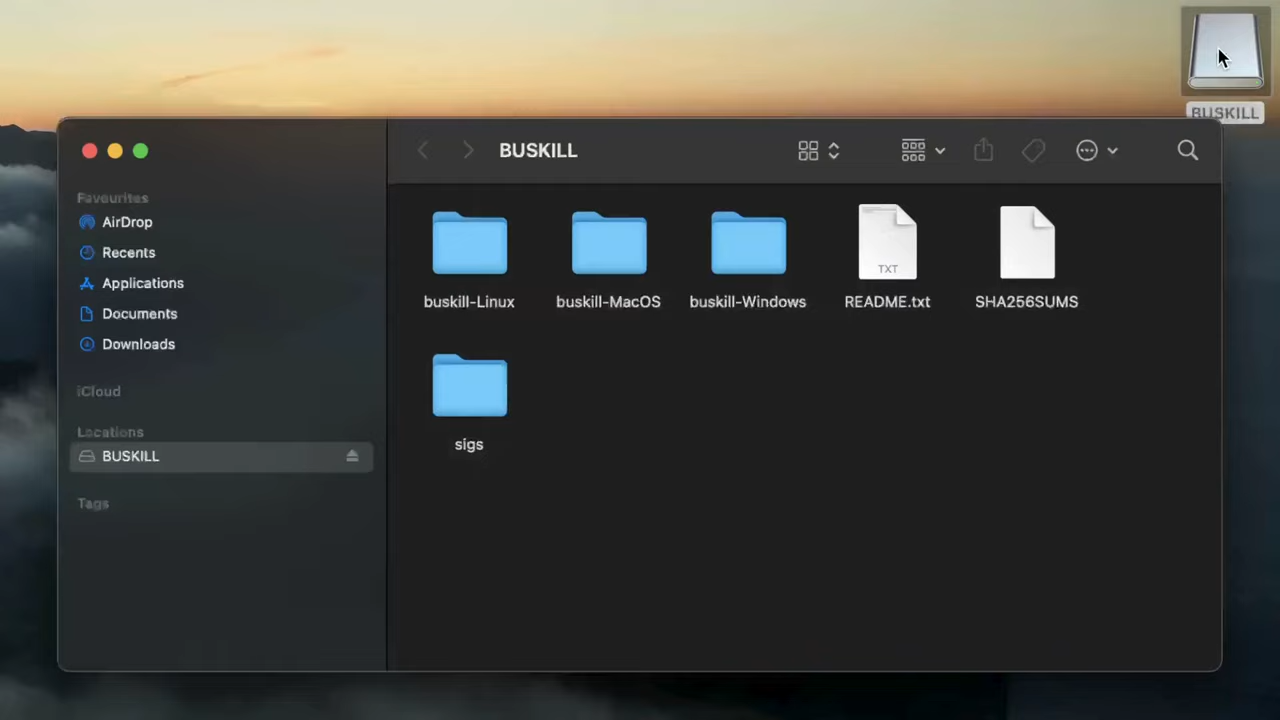 BUSKILL
BUSKILL
Favourites
AirDrop
Recents
Applications
Documents
Downloads
iCloud
Locations
BUSKILL
Tags
buskill-Linux
buskill-MacOS
buskill-Windows
TXT
README.txt
SHA256SUMS
sigs